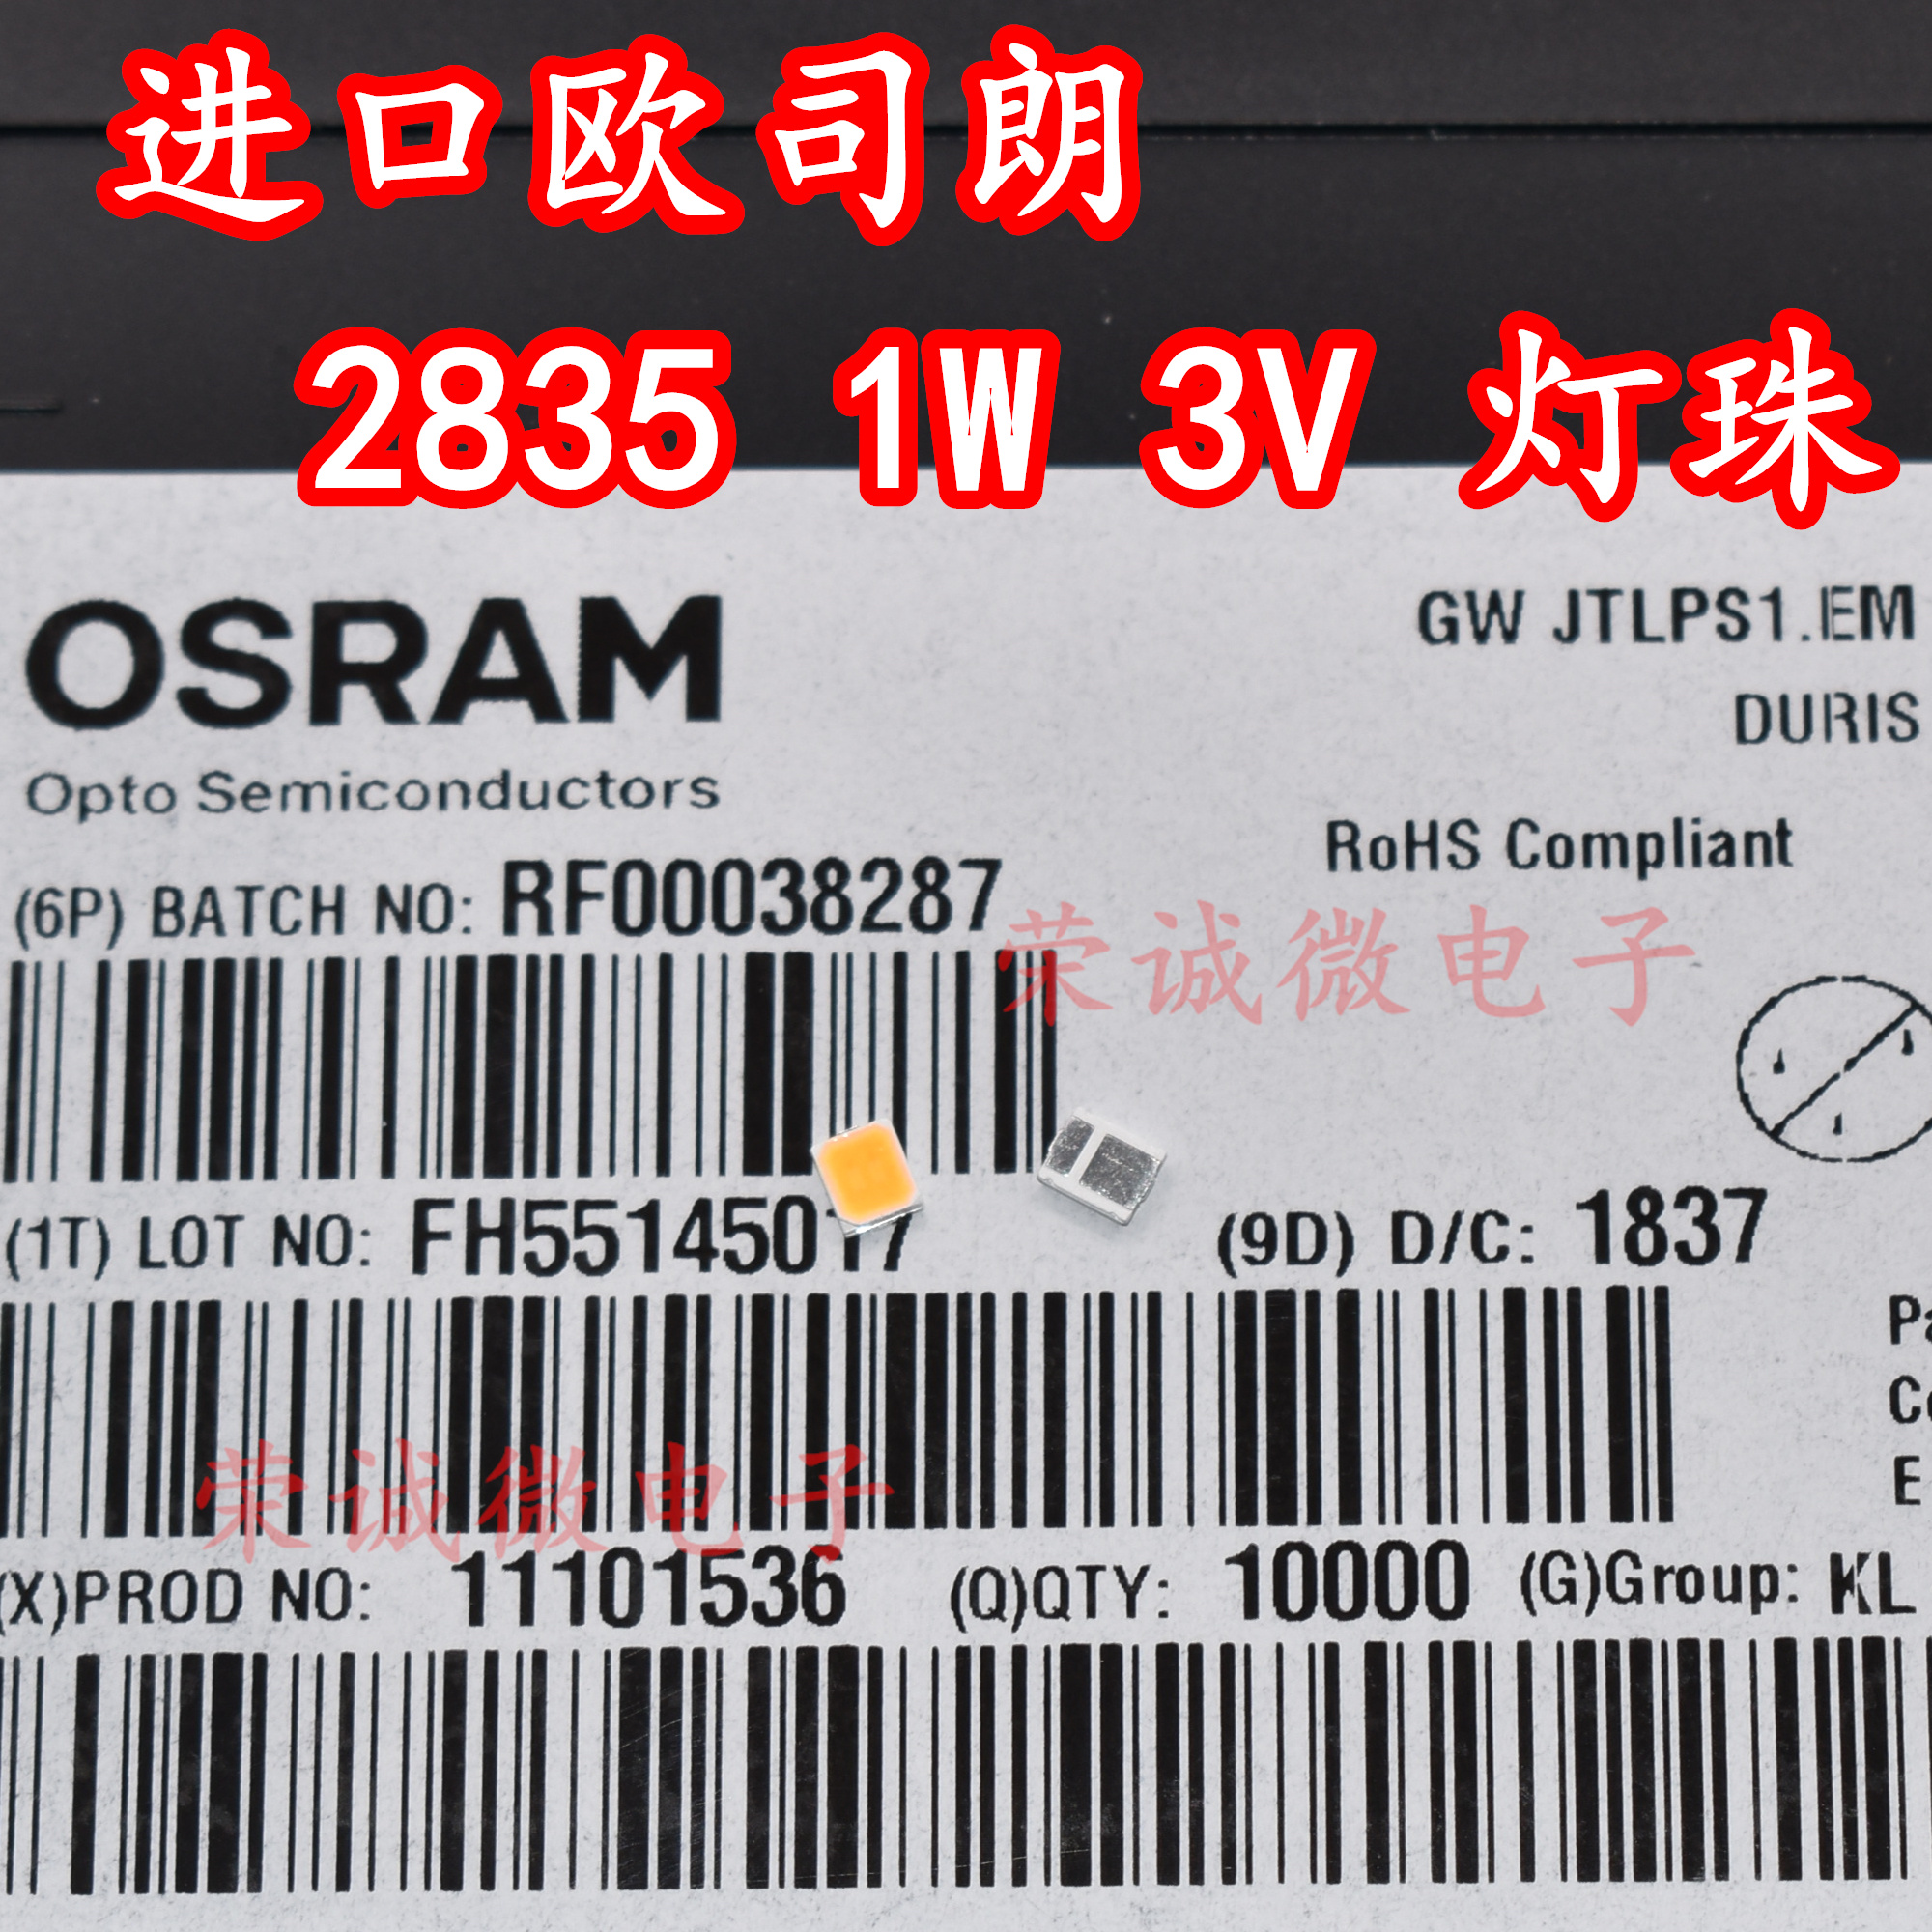 进口欧司朗
2835 1W 3V 灯珠
OSRAM
Opto Semiconductors
GW JTLPS1.EM
DURIS
RoHS Compliant
(6P) BATCH NO: RF00038287
荣诚微电子
(1T) LOT NO: FH55145017
(9D) D/C: 1837
荣诚微电子
(X)PROD NO: 11101536 (Q)QTY: 10000 (G)Group: KL